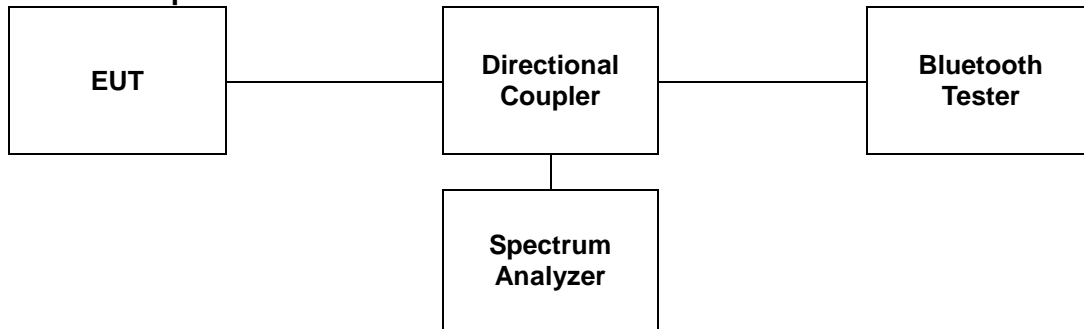 EUT
Directional
Coupler
Bluetooth
Tester
Spectrum
Analyzer